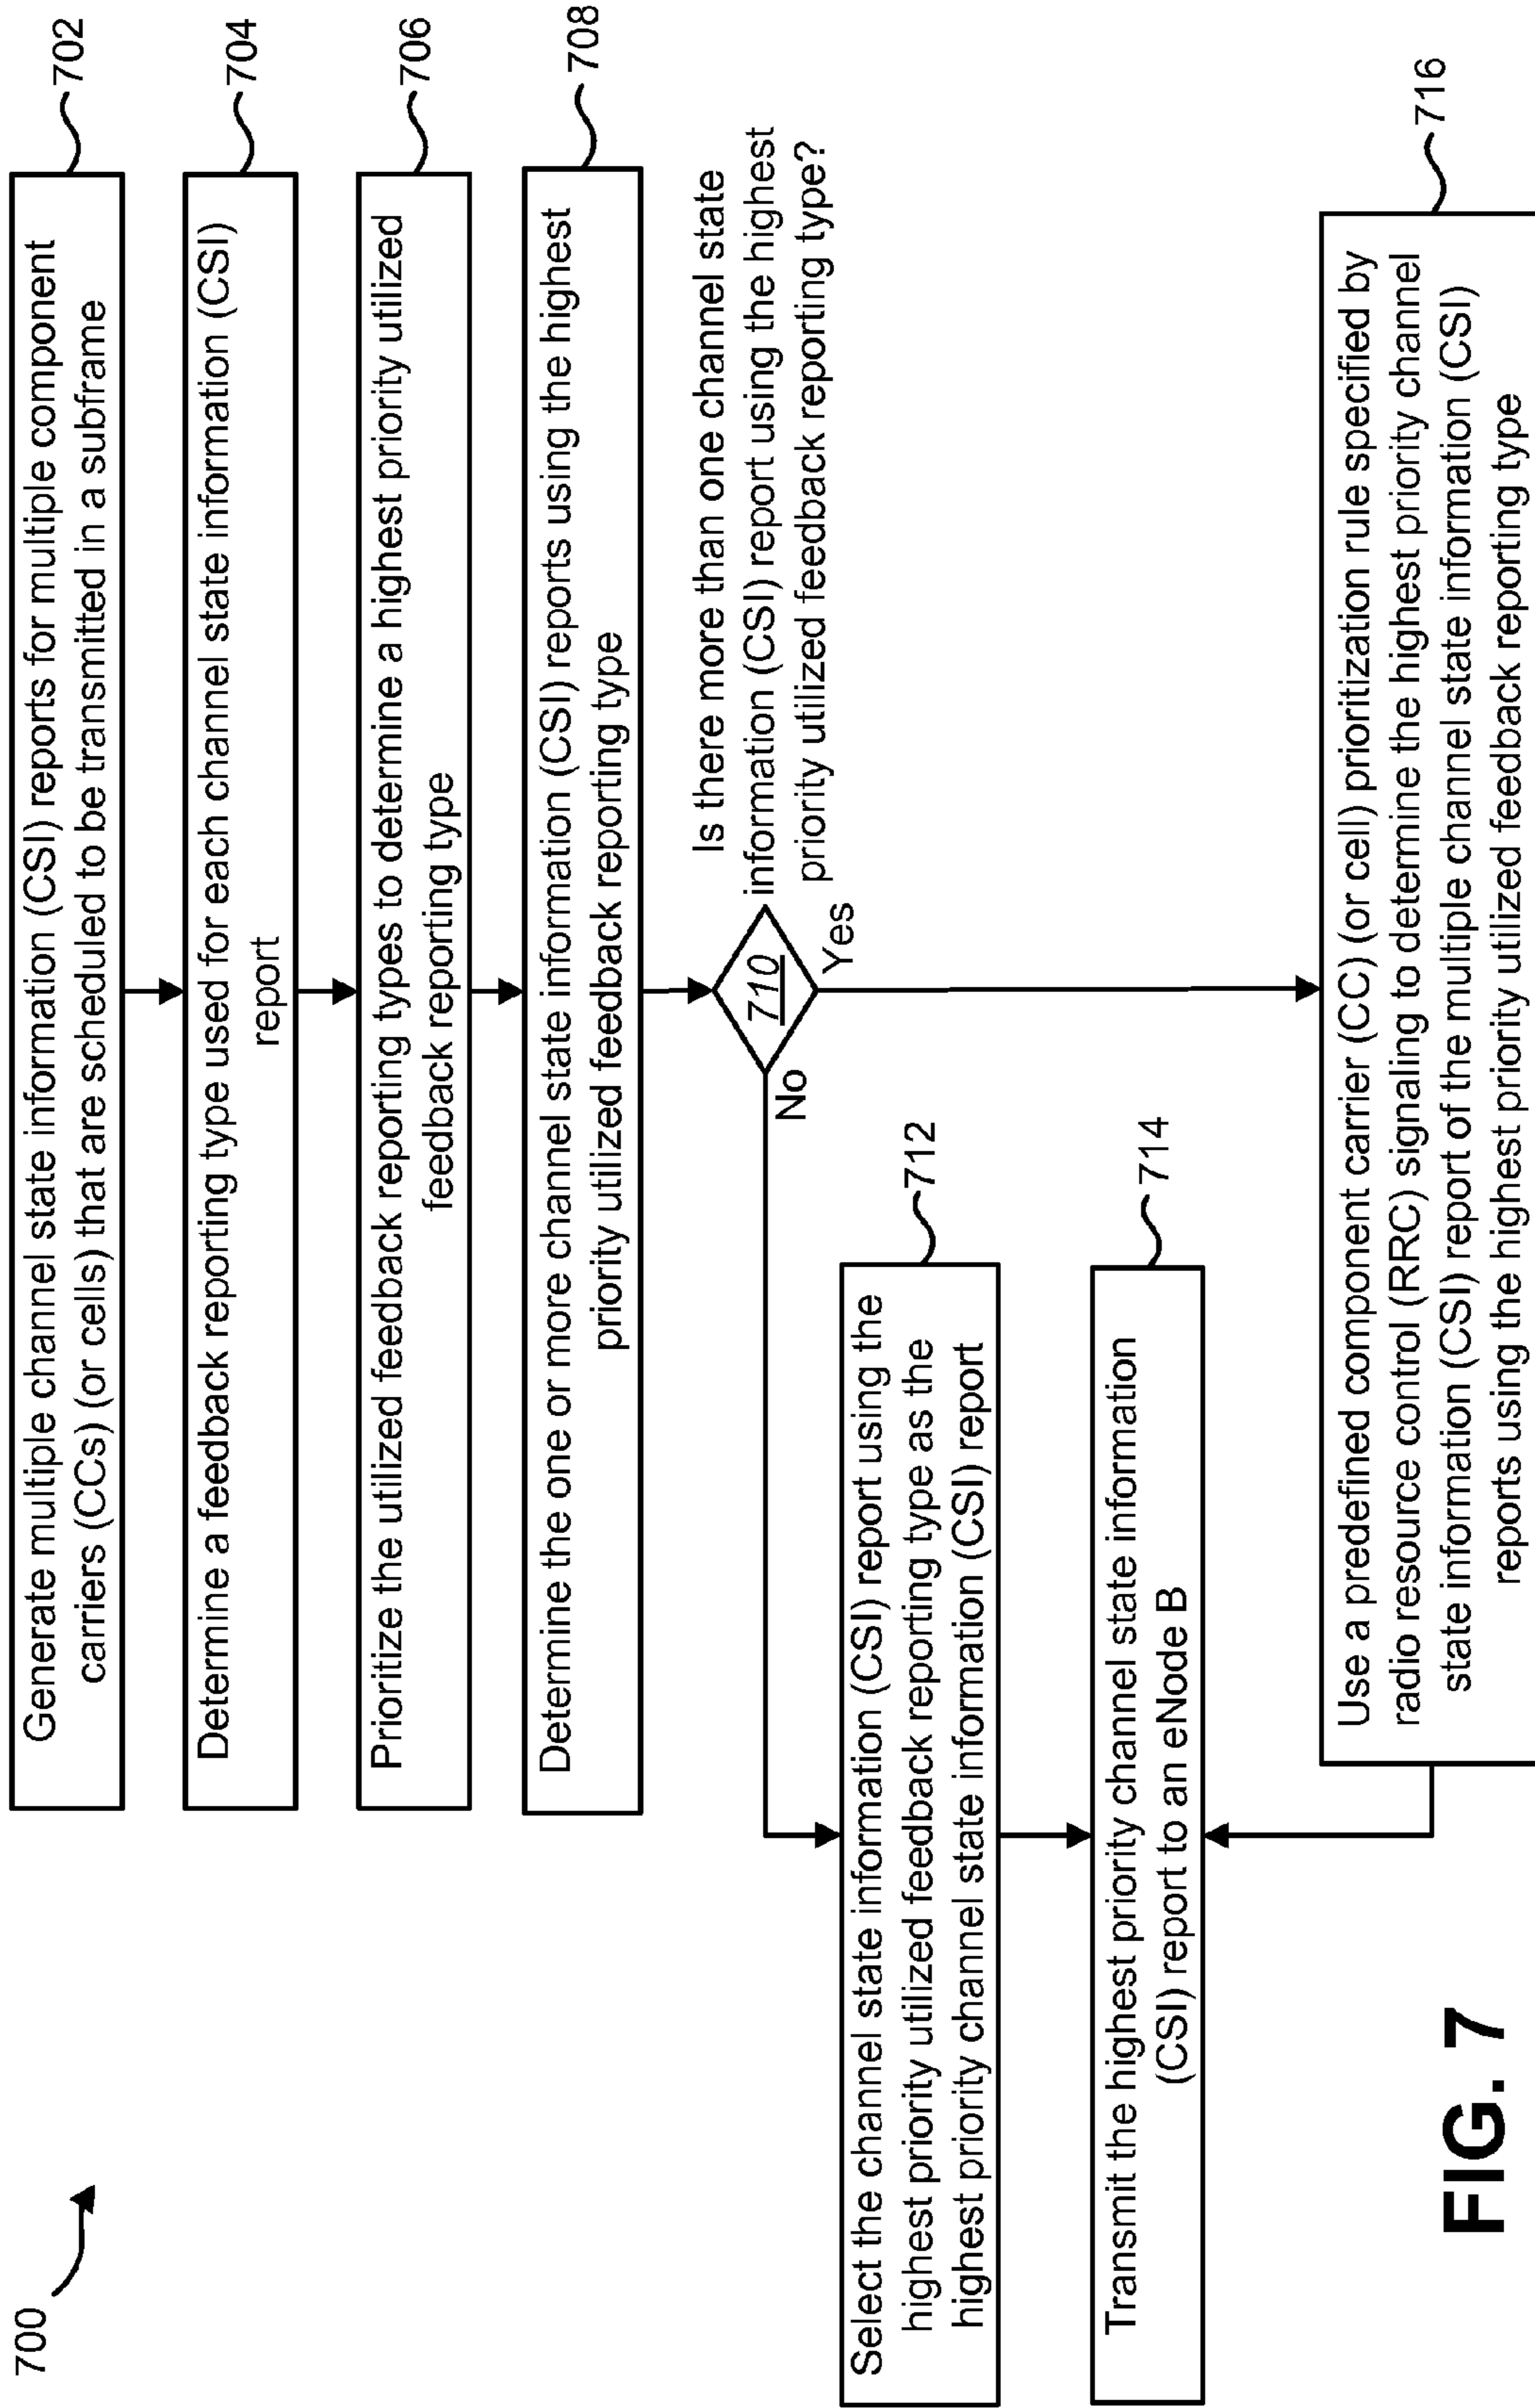 700
Generate multiple channel state information (CSI) reports for multiple component
carriers (CCs) (or cells) that are scheduled to be transmitted in a subframe
702
Determine a feedback reporting type used for each channel state information (CSI)
report
704
Prioritize the utilized feedback reporting types to determine a highest priority utilized
feedback reporting type
706
Determine the one or more channel state information (CSI) reports using the highest
priority utilized feedback reporting type
708
Is there more than one channel state
information (CSI) report using the highest
priority utilized feedback reporting type?
710
No
Yes
Select the channel state information (CSI) report using the
highest priority utilized feedback reporting type as the
highest priority channel state information (CSI) report
712
Transmit the highest priority channel state information
(CSI) report to an eNode B
714
Use a predefined component carrier (CC) (or cell) prioritization rule specified by
radio resource control (RRC) signaling to determine the highest priority channel
state information (CSI) report of the multiple channel state information (CSI)
reports using the highest priority utilized feedback reporting type
716
FIG. 7